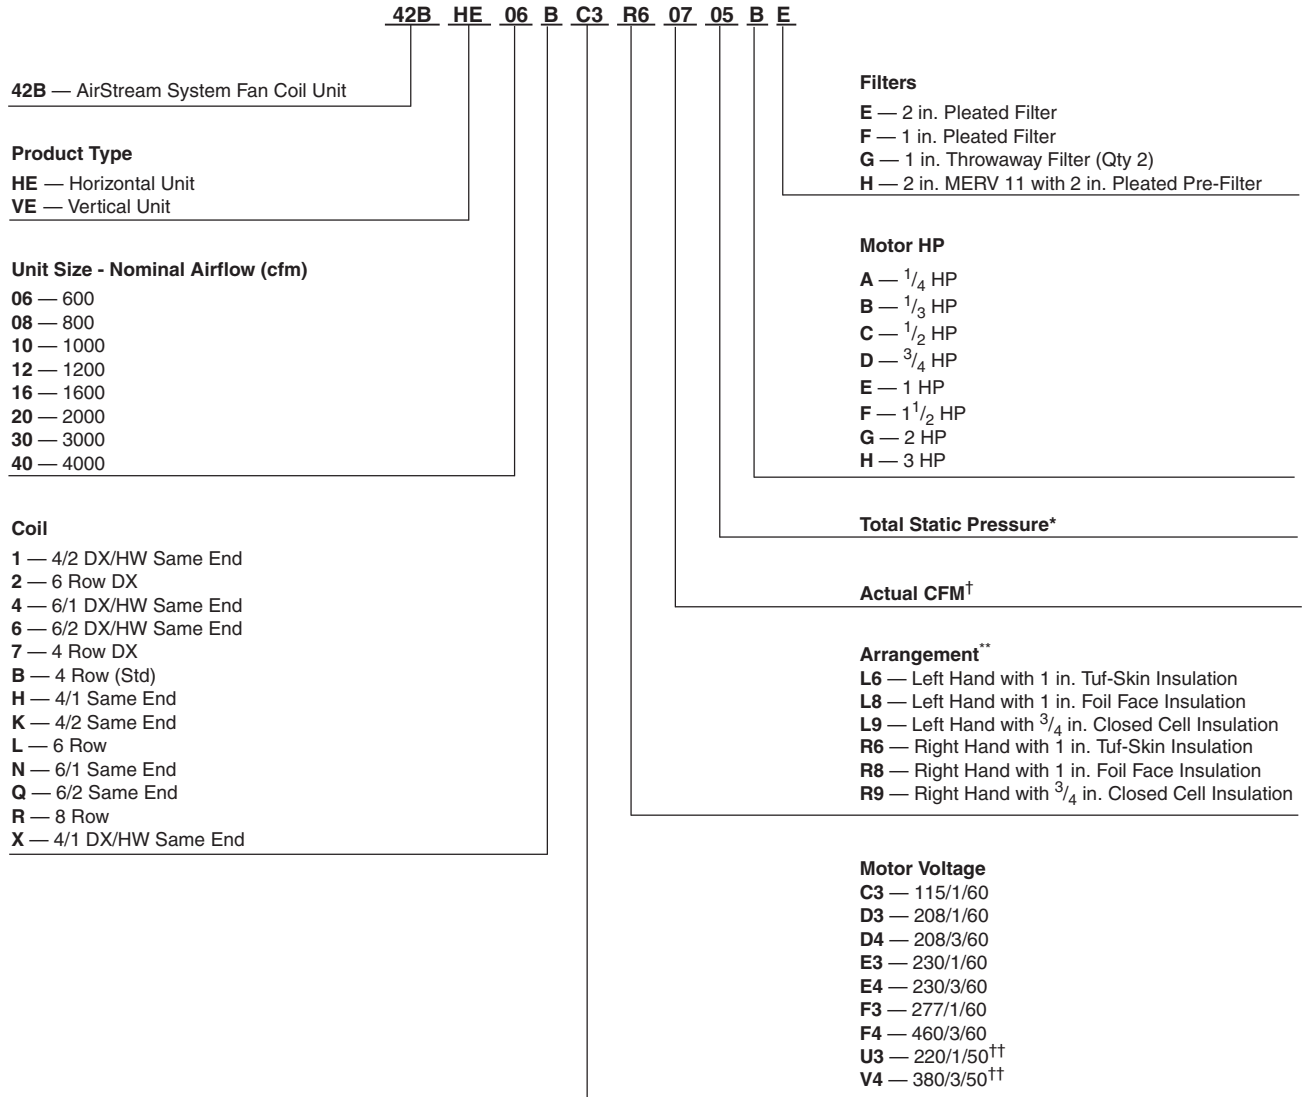 42B HE 06 B C3 R6 07 05 B E
42B — AirStream System Fan Coil Unit
Product Type
HE — Horizontal Unit
VE — Vertical Unit
Unit Size - Nominal Airflow (cfm)
06 — 600
08 — 800
10 — 1000
12 — 1200
16 — 1600
20 — 2000
30 — 3000
40 — 4000
Coil
1 — 4/2 DX/HW Same End
2 — 6 Row DX
4 — 6/1 DX/HW Same End
6 — 6/2 DX/HW Same End
7 — 4 Row DX
B — 4 Row (Std)
H — 4/1 Same End
K — 4/2 Same End
L — 6 Row
N — 6/1 Same End
Q — 6/2 Same End
R — 8 Row
X — 4/1 DX/HW Same End
Filters
E — 2 in. Pleated Filter
F — 1 in. Pleated Filter
G — 1 in. Throwaway Filter (Qty 2)
H — 2 in. MERV 11 with 2 in. Pleated Pre-Filter
Motor HP
A — 1/4 HP
B — 1/3 HP
C — 1/2 HP
D — 3/4 HP
E — 1 HP
F — 1 1/2 HP
G — 2 HP
H — 3 HP
Total Static Pressure*
Actual CFM†
Arrangement**
L6 — Left Hand with 1 in. Tuf-Skin Insulation
L8 — Left Hand with 1 in. Foil Face Insulation
L9 — Left Hand with 3/4 in. Closed Cell Insulation
R6 — Right Hand with 1 in. Tuf-Skin Insulation
R8 — Right Hand with 1 in. Foil Face Insulation
R9 — Right Hand with 3/4 in. Closed Cell Insulation
Motor Voltage
C3 — 115/1/60
D3 — 208/1/60
D4 — 208/3/60
E3 — 230/1/60
E4 — 230/3/60
F3 — 277/1/60
F4 — 460/3/60
U3 — 220/1/50††
V4 — 380/3/50††